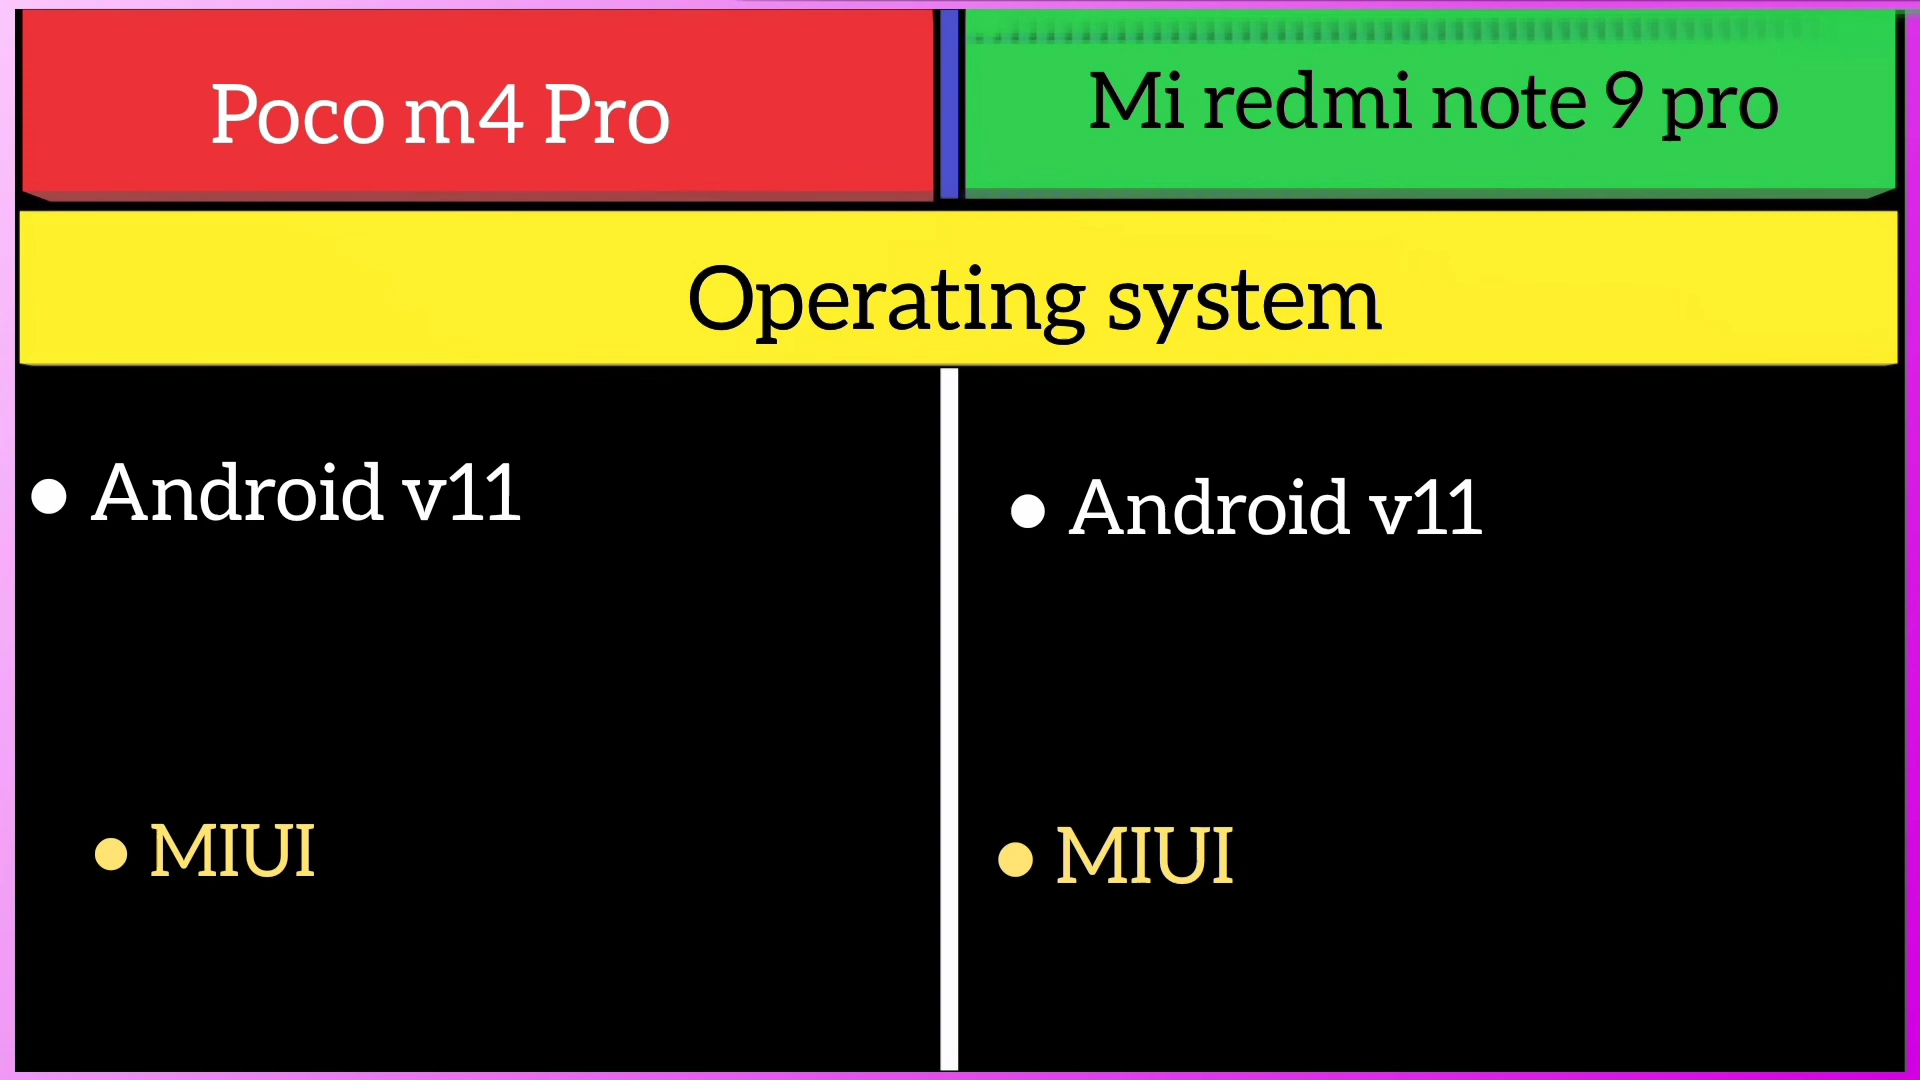 Poco m4 Pro
Mi redmi note 9 pro
Operating system
• Android v11
• Android v11
• MIUI
• MIUI